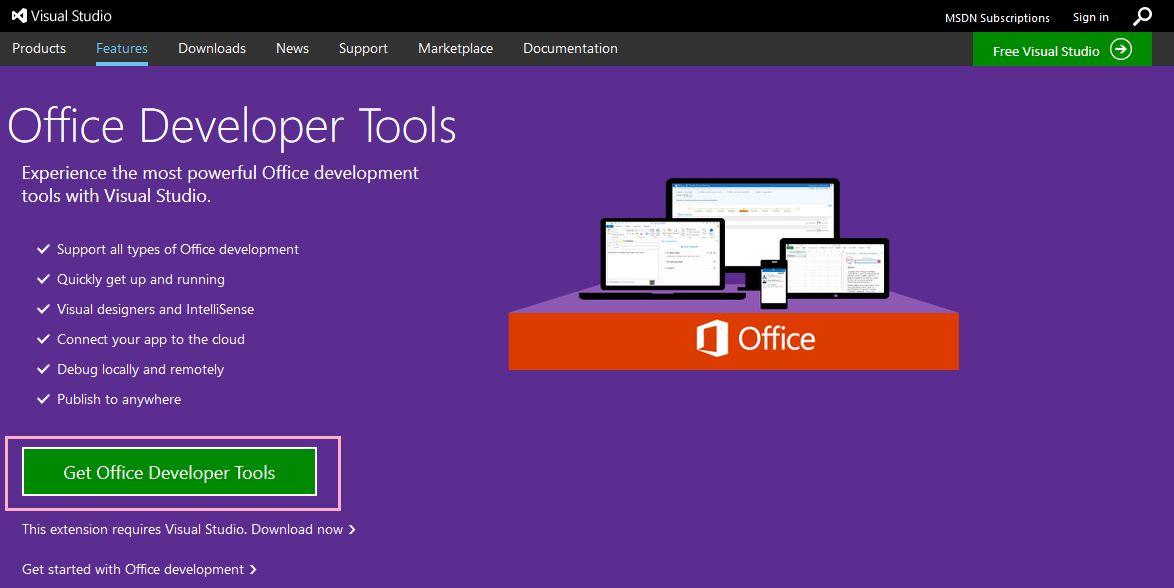 Visual Studio
MSDN Subscriptions Sign in
Products Features Downloads News Support Marketplace Documentation
Free Visual Studio
Office Developer Tools
Experience the most powerful Office development
tools with Visual Studio.
Support all types of Office development
Quickly get up and running
Visual designers and IntelliSense
Connect your app to the cloud
Debug locally and remotely
Publish to anywhere
Office
Get Office Developer Tools
This extension requires Visual Studio. Download now
Get started with Office development